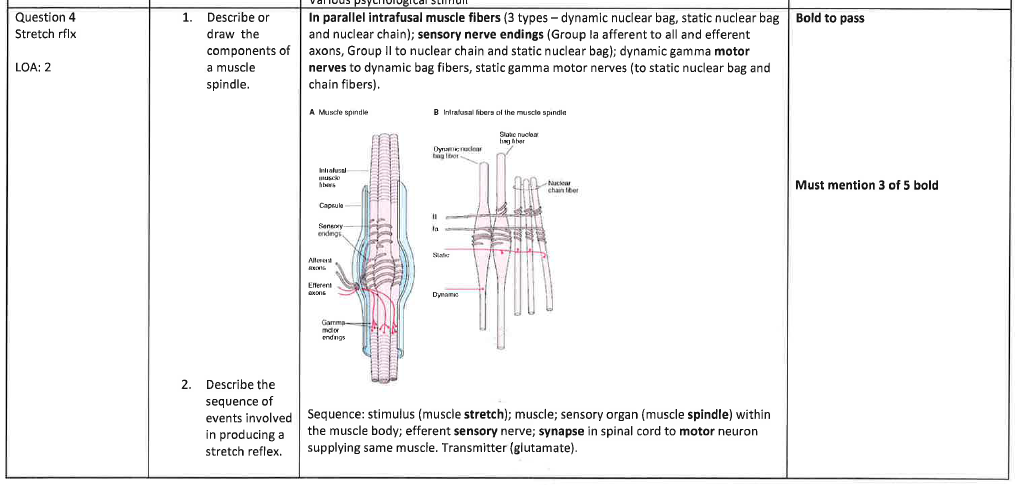 Various psychological stimuli
Question 4
Stretch rflx
LOA: 2
1. Describe or
draw the
components of
a muscle
spindle.
In parallel intrafusal muscle fibers (3 types – dynamic nuclear bag, static nuclear bag
and nuclear chain); sensory nerve endings (Group Ia afferent to all and efferent
axons, Group II to nuclear chain and static nuclear bag); dynamic gamma motor
nerves to dynamic bag fibers, static gamma motor nerves (to static nuclear bag and
chain fibers).
Bold to pass
A Muscle spindle
B Intrafusal fibers of the muscle spindle
Intrafusal
muscle
fibers
Capsule
Sensory
endings
Afferent
axons
Efferent
axons
Gamma
motor
endings
Static nuclear
bag fiber
Dynamic nuclear
bag fiber
Nuclear
chain fiber
II
Ia
Static
Dynamic
Must mention 3 of 5 bold
2. Describe the
sequence of
events involved
in producing a
stretch reflex.
Sequence: stimulus (muscle stretch); muscle; sensory organ (muscle spindle) within
the muscle body; efferent sensory nerve; synapse in spinal cord to motor neuron
supplying same muscle. Transmitter (glutamate).